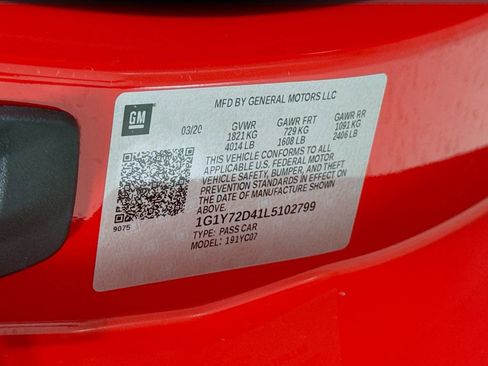 MFD BY GENERAL MOTORS LLC
GM
03/20 GVWR GAWR FRT GAWR RR
1821 KG 729 KG 1091 KG
4014 LB 1608 LB 2406 LB
THIS VEHICLE CONFORMS TO ALL
APPLICABLE U.S. FEDERAL MOTOR
VEHICLE SAFETY, BUMPER, AND THEFT
PREVENTION STANDARDS IN EFFECT ON
THE DATE OF MANUFACTURE SHOWN
ABOVE.
1G1Y72D41L5102799
TYPE: PASS CAR
MODEL: 191YC07
9075